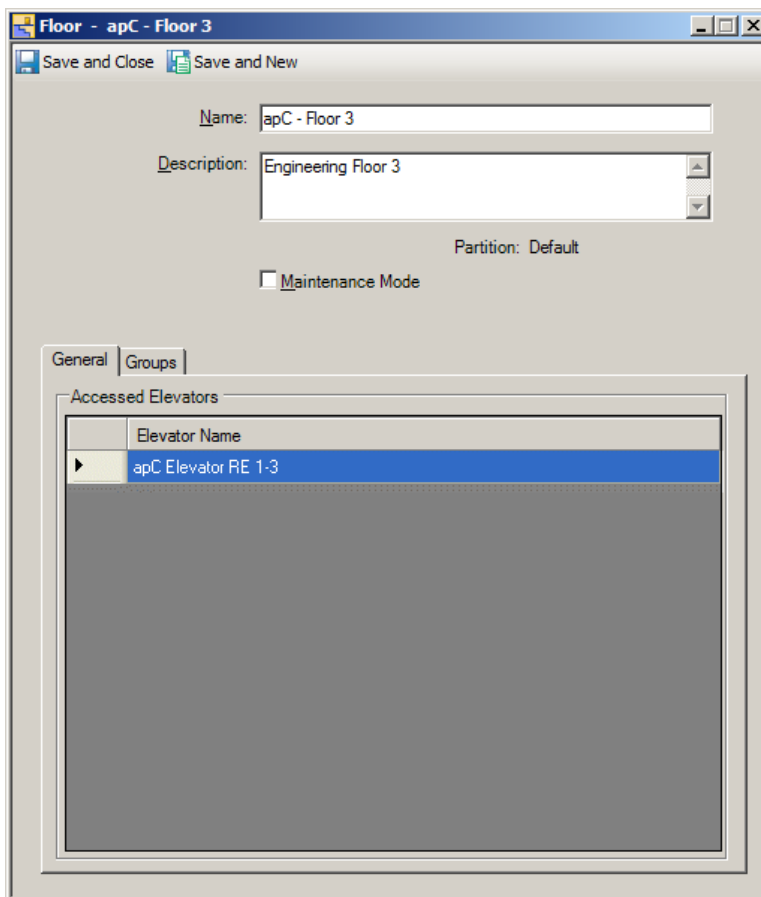 Floor - apC - Floor 3
Save and Close Save and New
Name: apC - Floor 3
Description: Engineering Floor 3
Partition: Default
Maintenance Mode
General Groups
Accessed Elevators
Elevator Name
apC Elevator RE 1-3